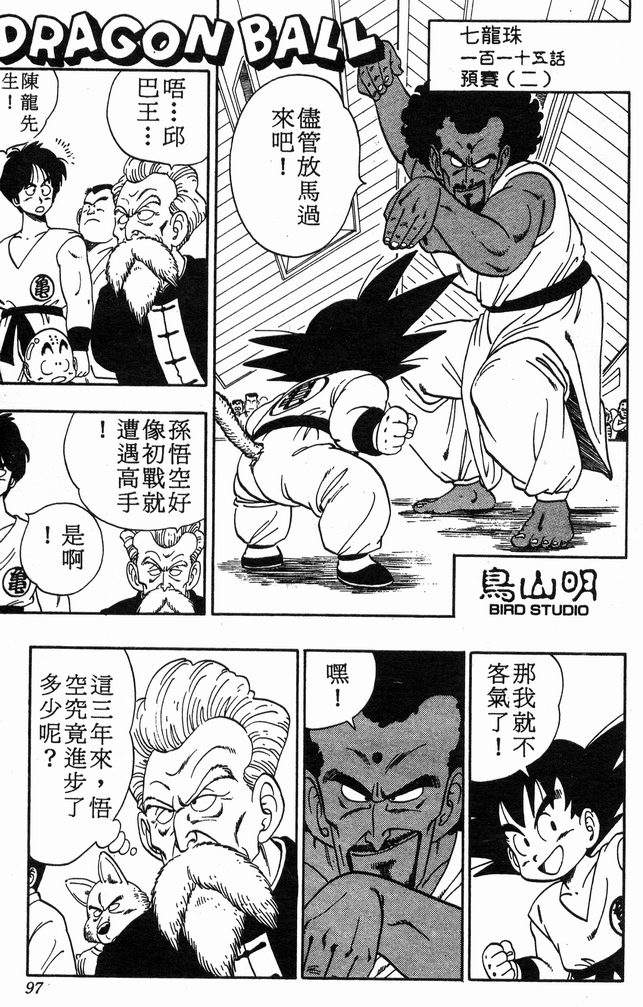 DRAGON BALL
七龍珠
一百一十五話
預賽（二）
儘管放馬過
來吧！
唔⋯邱
巴王⋯
陳龍先
生！
龜
鳥山明
BIRD STUDIO
孫悟空好
像初戰就
遭遇高手
！
是啊
！
那我就不
客氣了！
嘿！
這三年來，悟
空究竟進步了
多少呢？
97